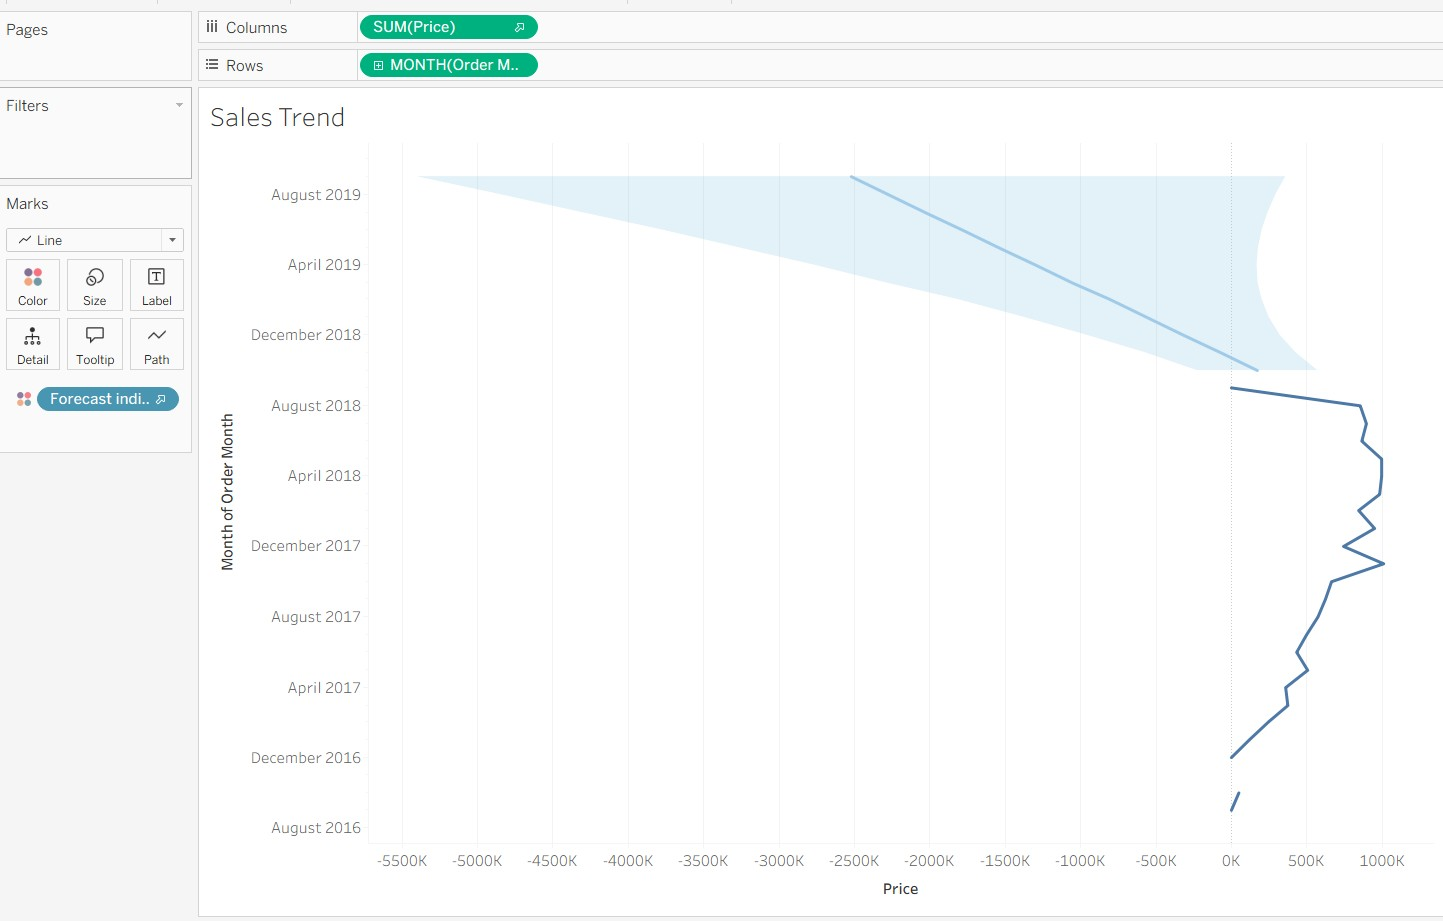 Pages
Columns
SUM(Price)
Rows
MONTH(Order M..
Filters
Sales Trend
Marks
Line
Color
Size
Label
Detail
Tooltip
Path
Forecast indi..
Month of Order Month
August 2019
April 2019
December 2018
August 2018
April 2018
December 2017
August 2017
April 2017
December 2016
August 2016
-5500K -5000K -4500K -4000K -3500K -3000K -2500K -2000K -1500K -1000K -500K 0K 500K 1000K
Price